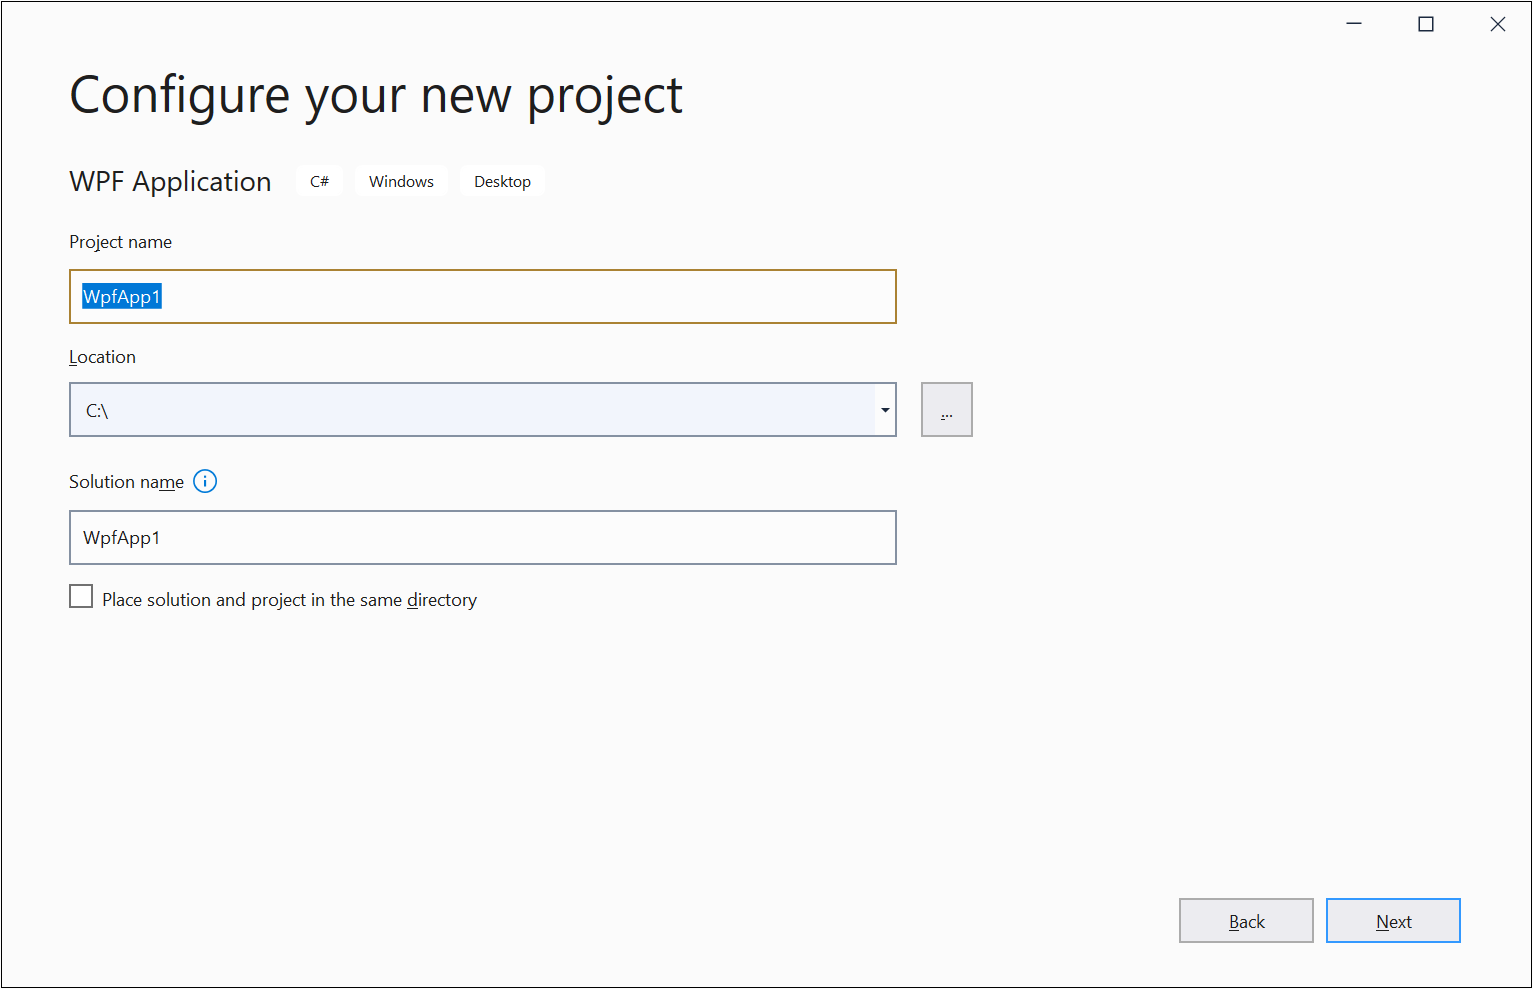 Configure your new project
WPF Application C# Windows Desktop
Project name
WpfApp1
Location
C:\
...
Solution name
WpfApp1
Place solution and project in the same directory
Back Next